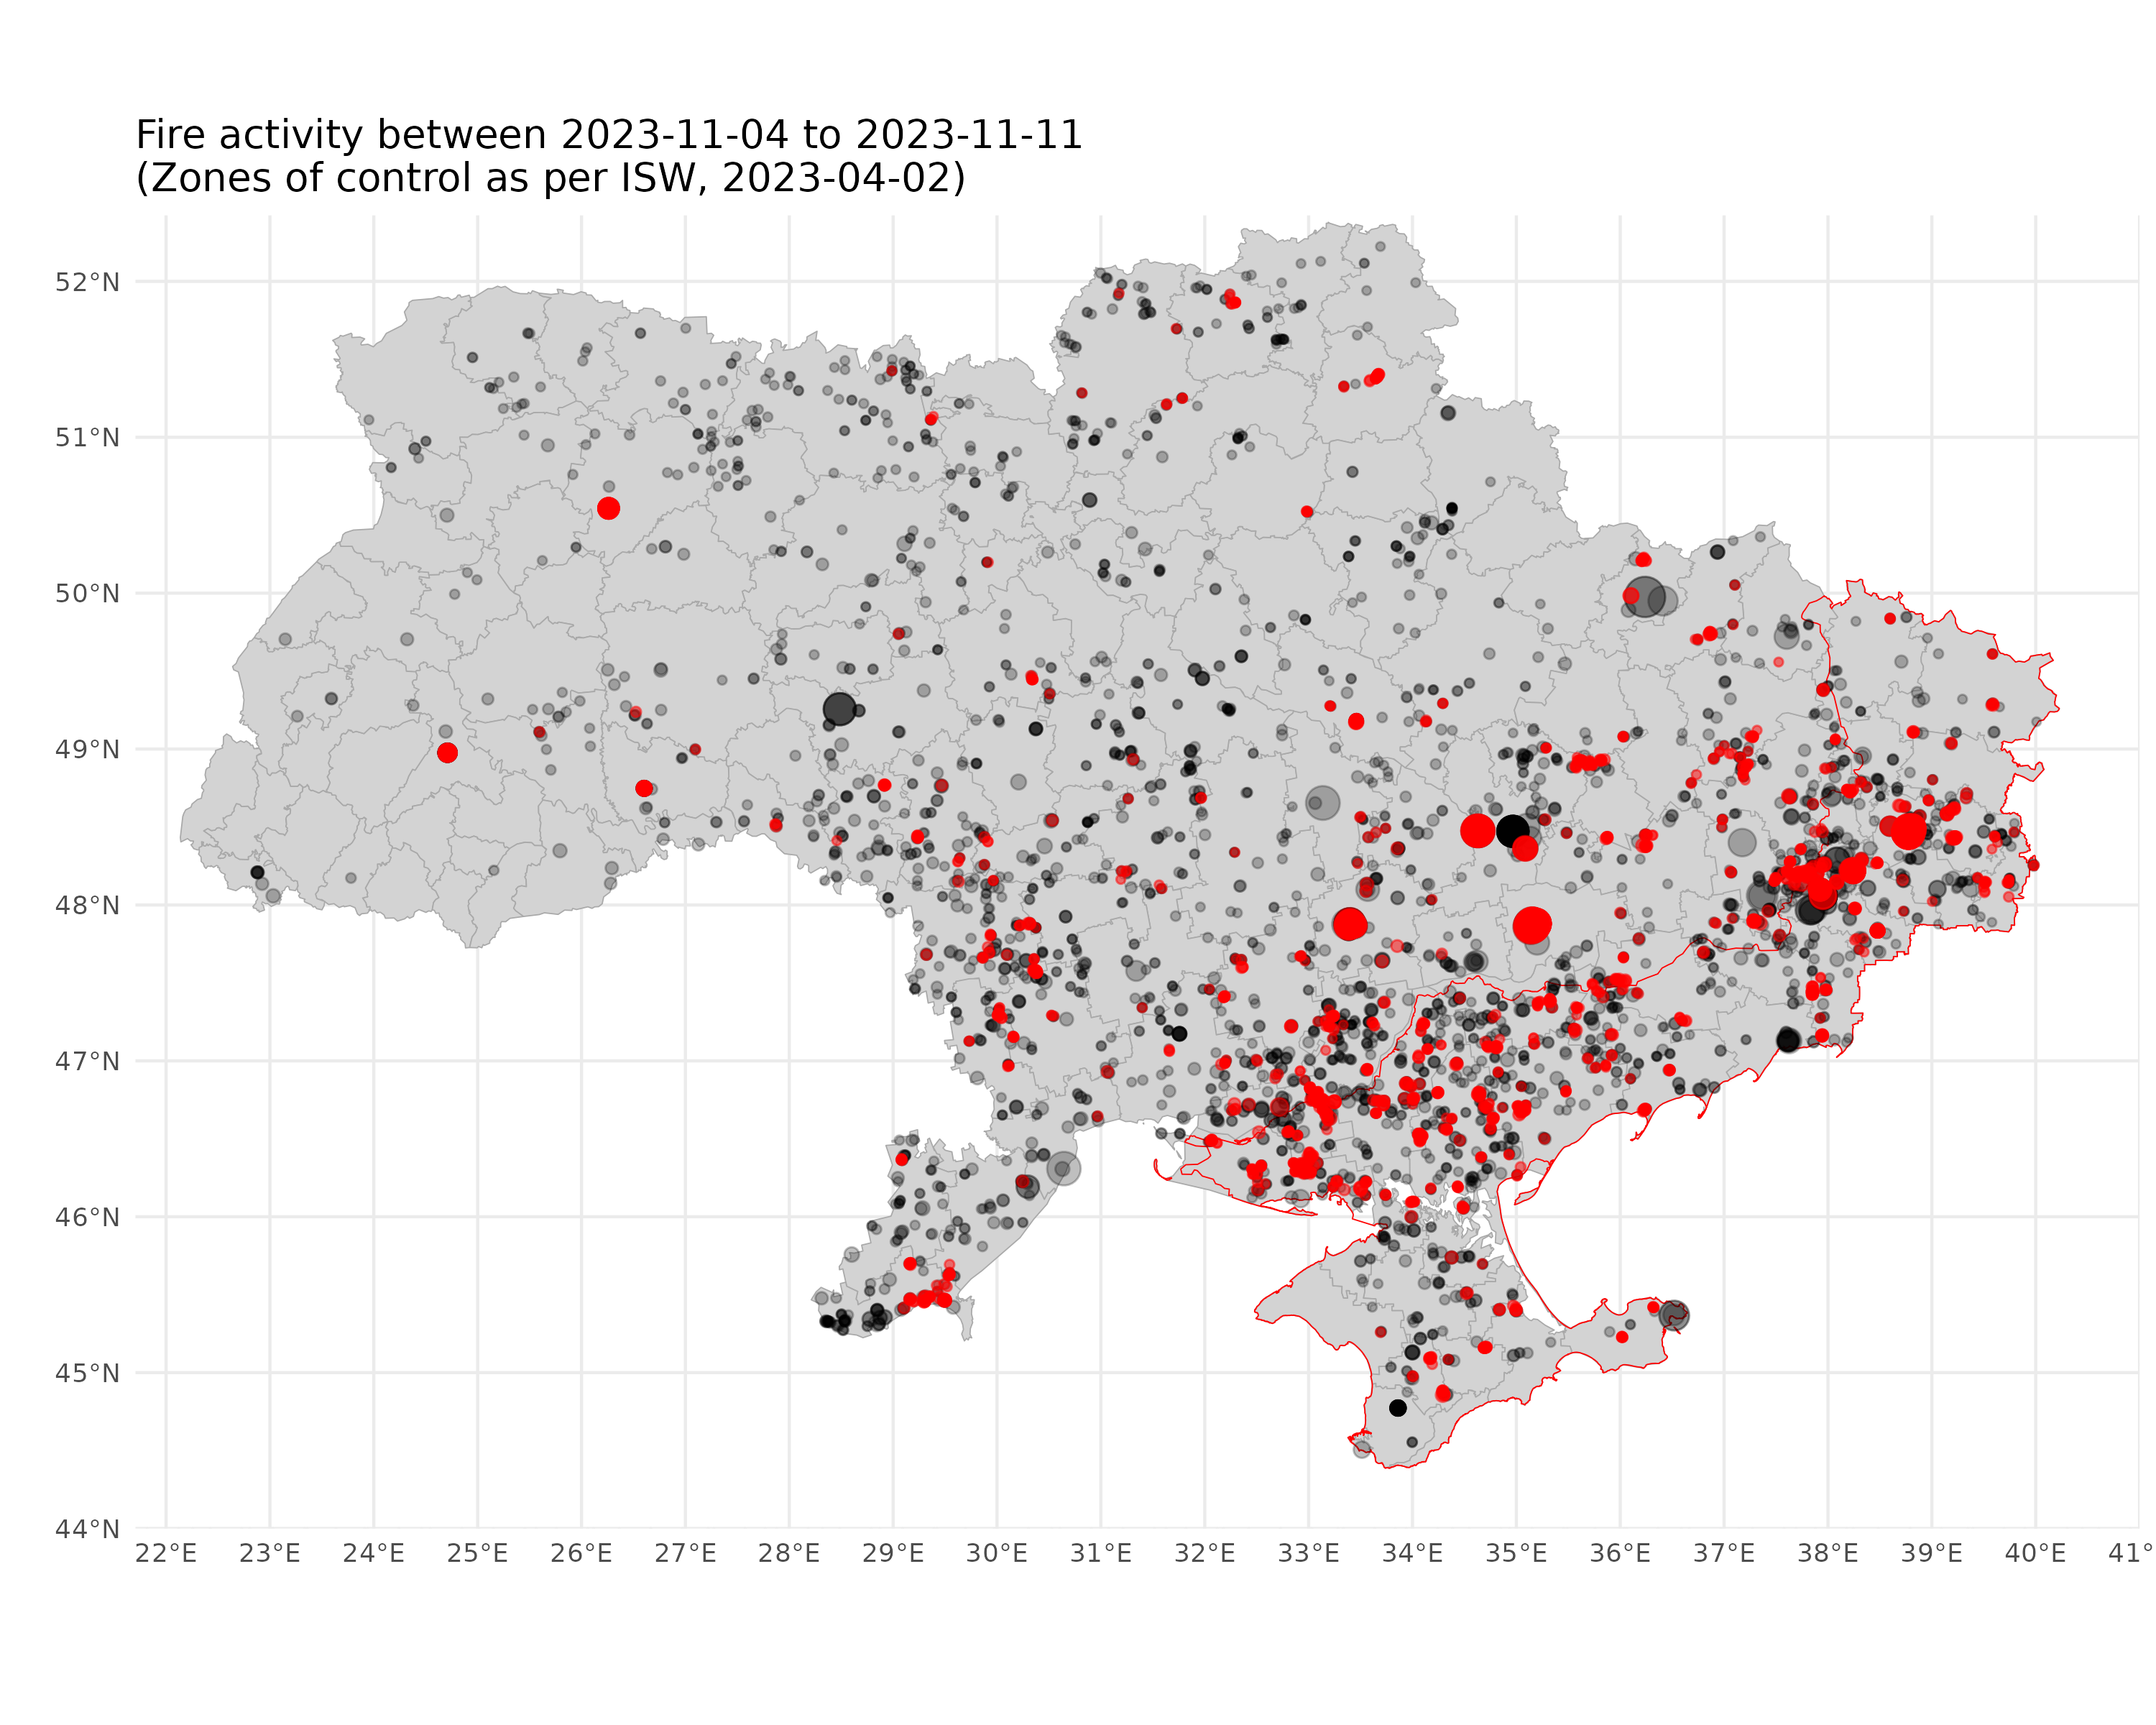 Fire activity between 2023-11-04 to 2023-11-11
(Zones of control as per ISW, 2023-04-02)
52°N
51°N
50°N
49°N
48°N
47°N
46°N
45°N
44°N
22°E 23°E 24°E 25°E 26°E 27°E 28°E 29°E 30°E 31°E 32°E 33°E 34°E 35°E 36°E 37°E 38°E 39°E 40°E 41°